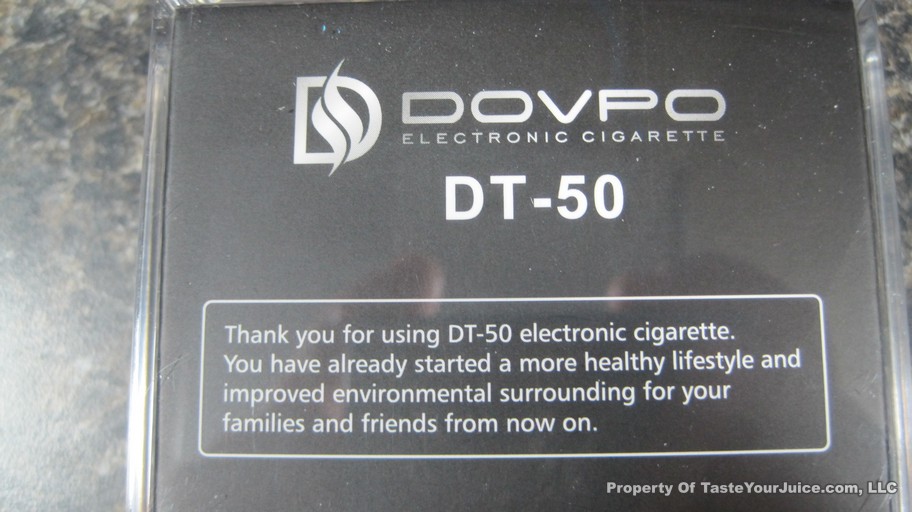 DOVPO
ELECTRONIC CIGARETTE
DT-50
Thank you for using DT-50 electronic cigarette.
You have already started a more healthy lifestyle and
improved environmental surrounding for your
families and friends from now on.
Property Of TasteYourJuice.com, LLC